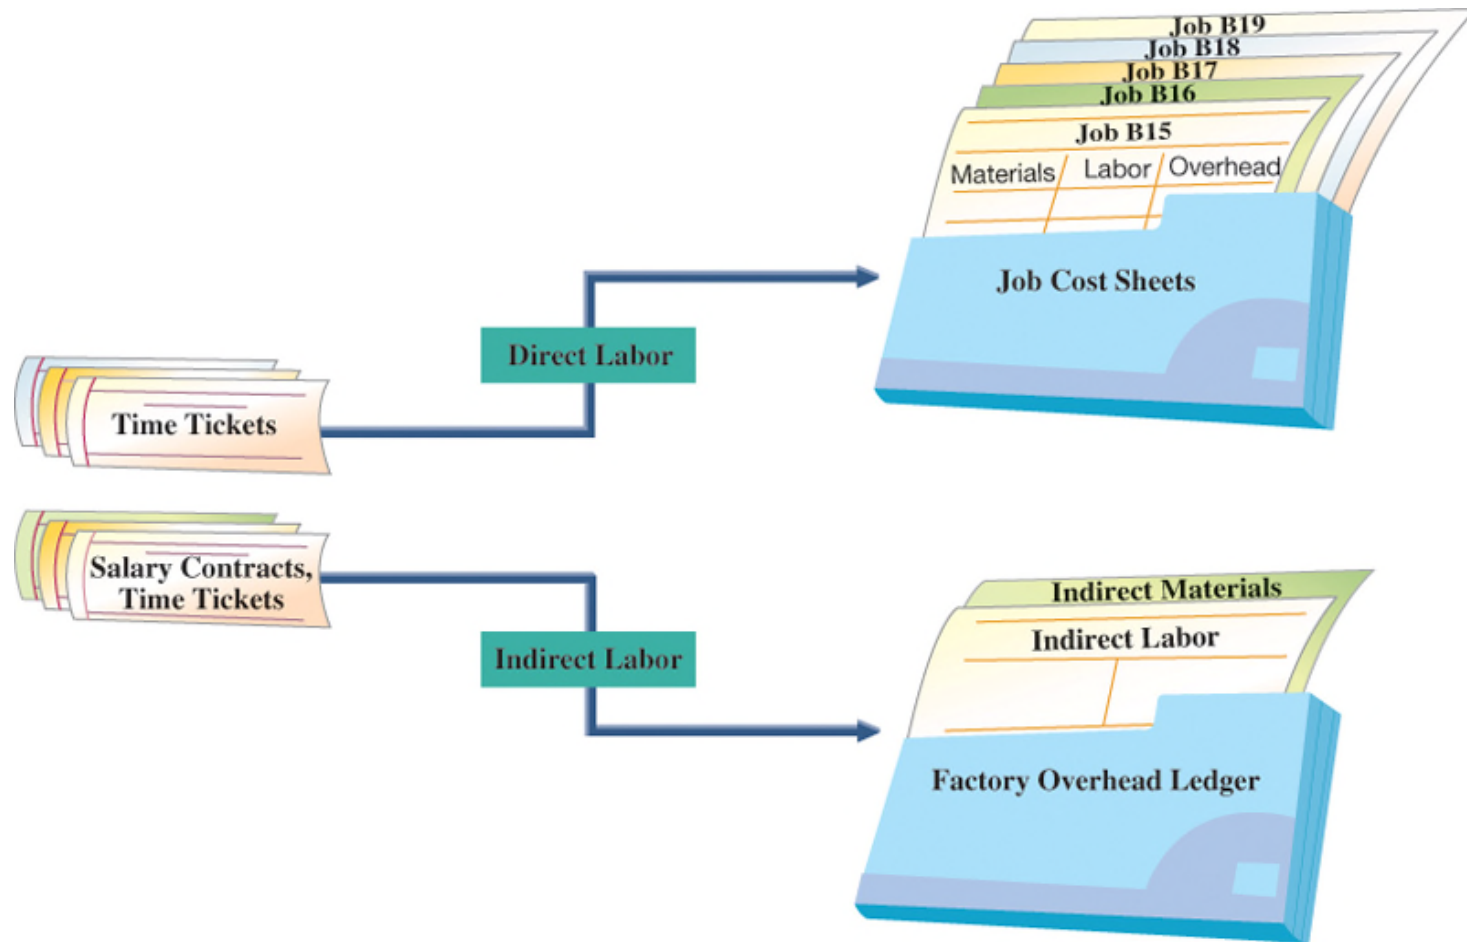 Job B19
Job B18
Job B17
Job B16
Job B15
Materials Labor Overhead
Job Cost Sheets
Direct Labor
Time Tickets
Salary Contracts,
Time Tickets
Indirect Labor
Indirect Materials
Indirect Labor
Factory Overhead Ledger